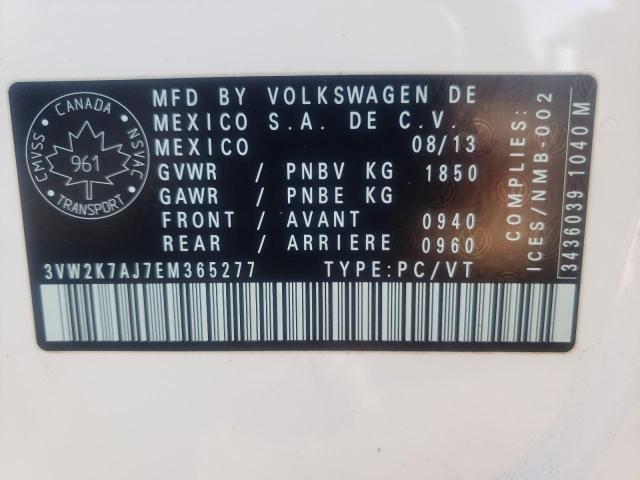 CANADA
CMVSS NSVAC
961
TRANSPORT
MFD BY VOLKSWAGEN DE
MEXICO S.A. DE C.V.
MEXICO 08/13
GVWR / PNBV KG 1850
GAWR / PNBE KG
FRONT / AVANT 0940
REAR / ARRIERE 0960
3VW2K7AJ7EM365277 TYPE:PC/VT
COMPLIES:
ICES/NMB-002
3436039 1040 M